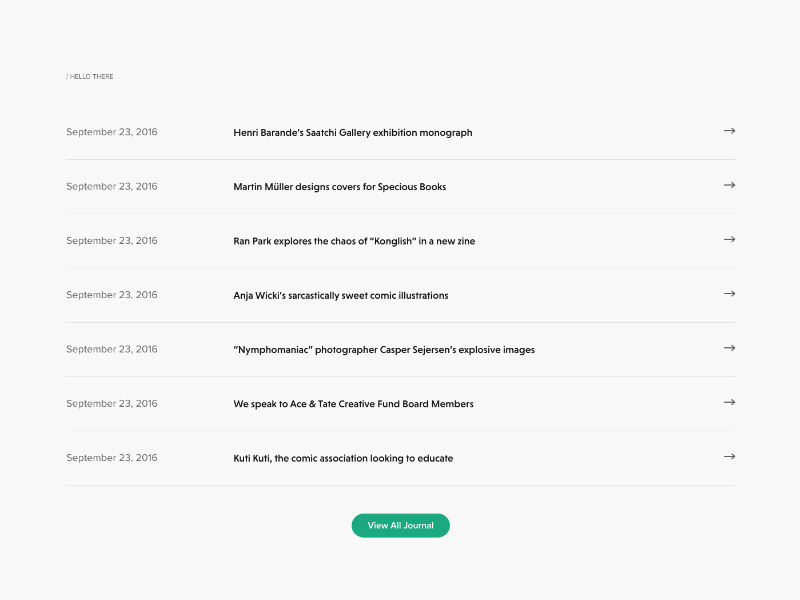 / HELLO THERE
September 23, 2016 Henri Barande's Saatchi Gallery exhibition monograph →
September 23, 2016 Martin Müller designs covers for Specious Books →
September 23, 2016 Ran Park explores the chaos of “Konglish” in a new zine →
September 23, 2016 Anja Wicki's sarcastically sweet comic illustrations →
September 23, 2016 “Nymphomaniac” photographer Casper Sejersen's explosive images →
September 23, 2016 We speak to Ace & Tate Creative Fund Board Members →
September 23, 2016 Kuti Kuti, the comic association looking to educate →
View All Journal